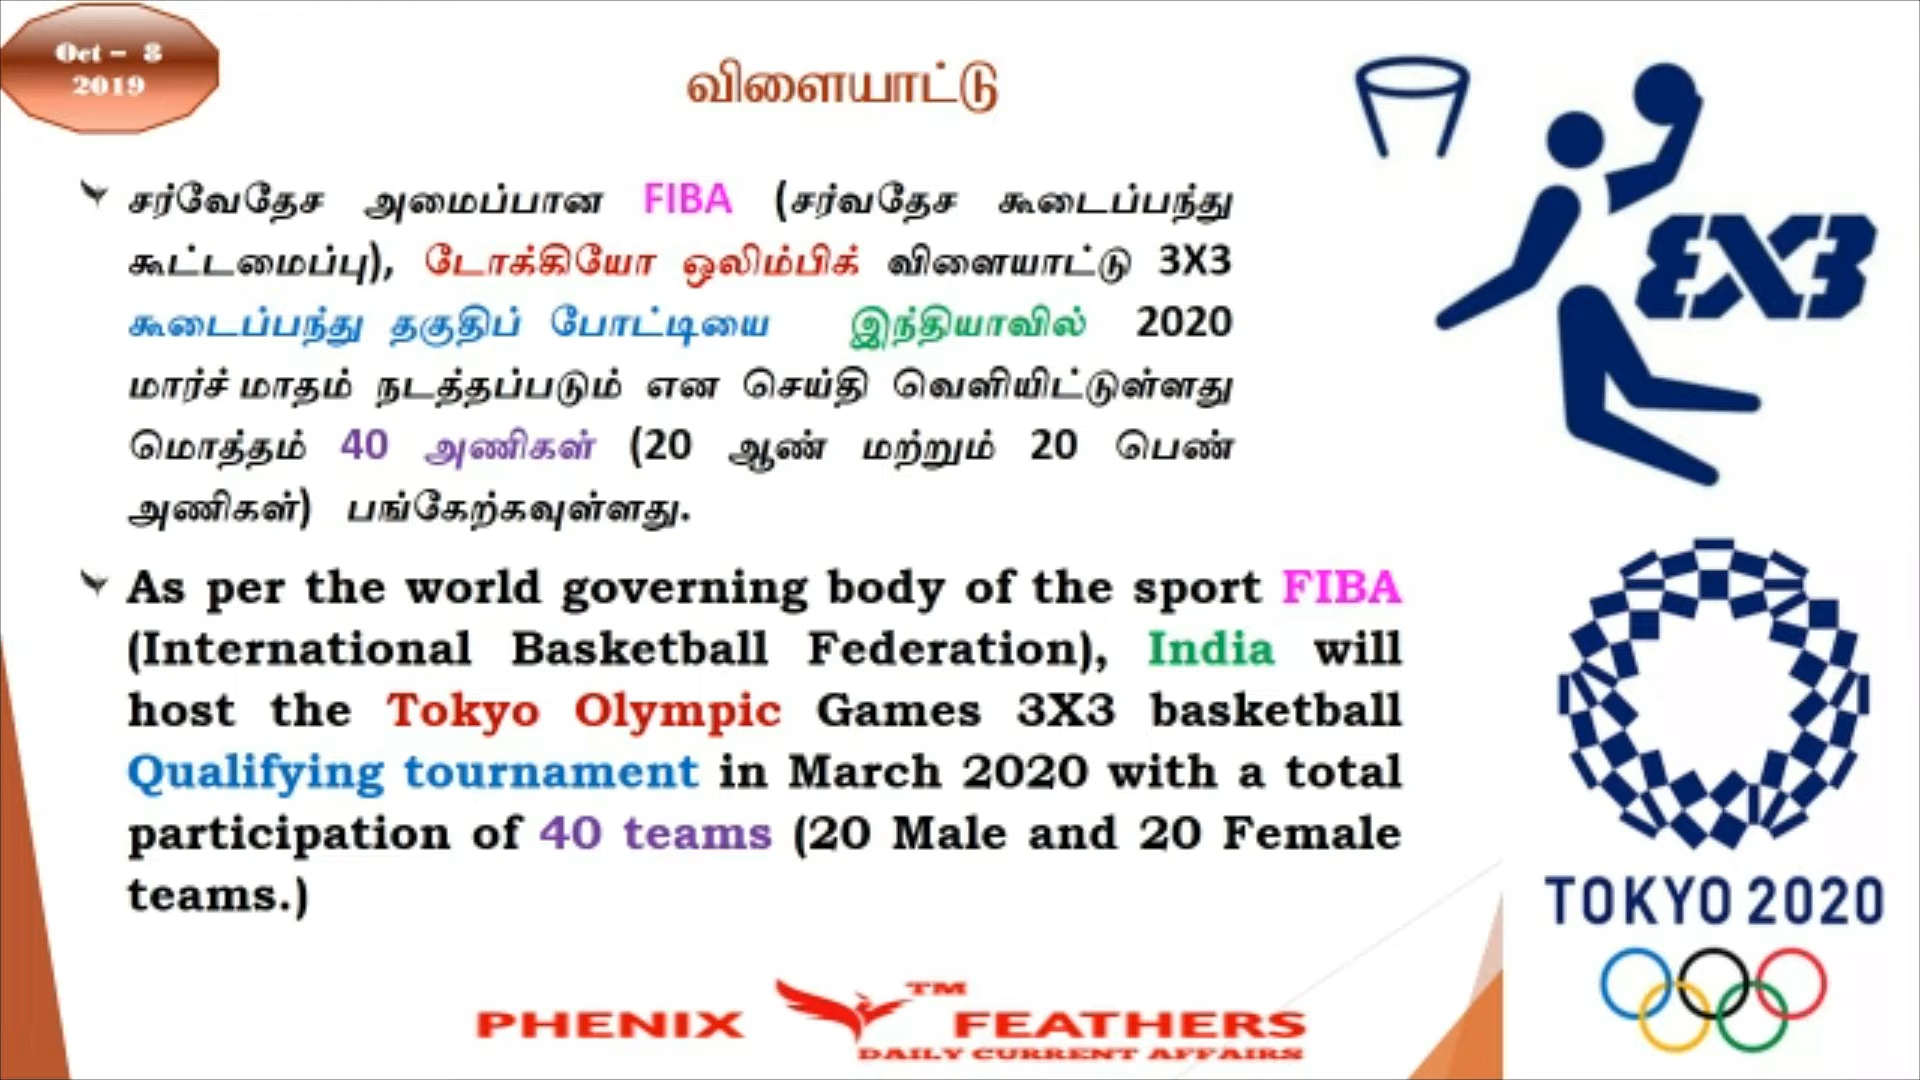 Oct – 8
2019
விளையாட்டு
சர்வேதேச அமைப்பான FIBA (சர்வதேச கூடைப்பந்து
கூட்டமைப்பு), டோக்கியோ ஒலிம்பிக் விளையாட்டு 3X3
கூடைப்பந்து தகுதிப் போட்டியை இந்தியாவில் 2020
மார்ச் மாதம் நடத்தப்படும் என செய்தி வெளியிட்டுள்ளது
மொத்தம் 40 அணிகள் (20 ஆண் மற்றும் 20 பெண்
அணிகள்) பங்கேற்கவுள்ளது.
As per the world governing body of the sport FIBA
(International Basketball Federation), India will
host the Tokyo Olympic Games 3X3 basketball
Qualifying tournament in March 2020 with a total
participation of 40 teams (20 Male and 20 Female
teams.)
3X3
TOKYO 2020
PHENIX FEATHERS TM
DAILY CURRENT AFFAIRS